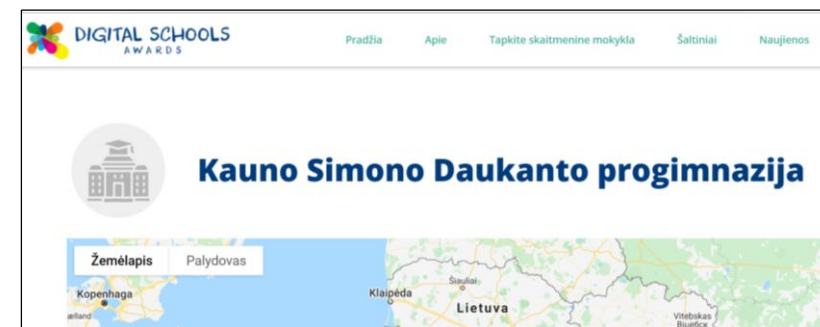 DIGITAL SCHOOLS
AWARDS
Pradžia Apie Tapkite skaitmenine mokykla Šaltiniai Naujienos
Kauno Simono Daukanto progimnazija
Žemėlapis Palydovas
Šiauliai
Kopenhaga Klaipėda
Lietuva
Vitebskas